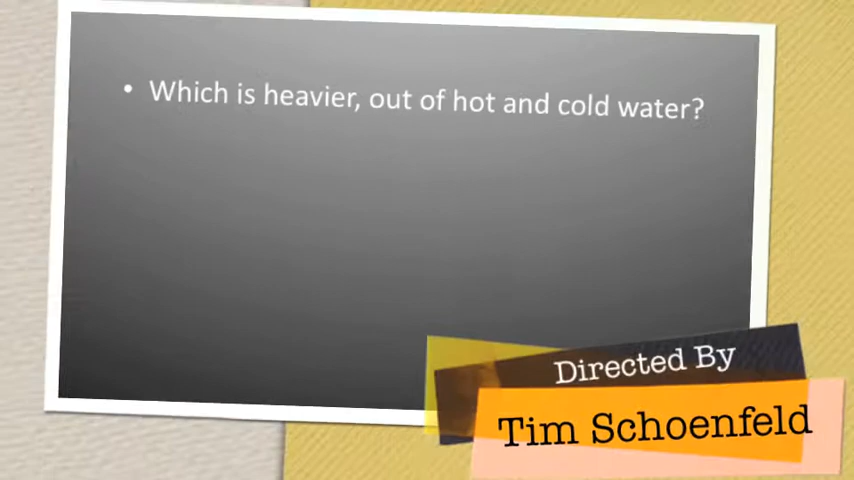 • Which is heavier, out of hot and cold water?
Directed By
Tim Schoenfeld